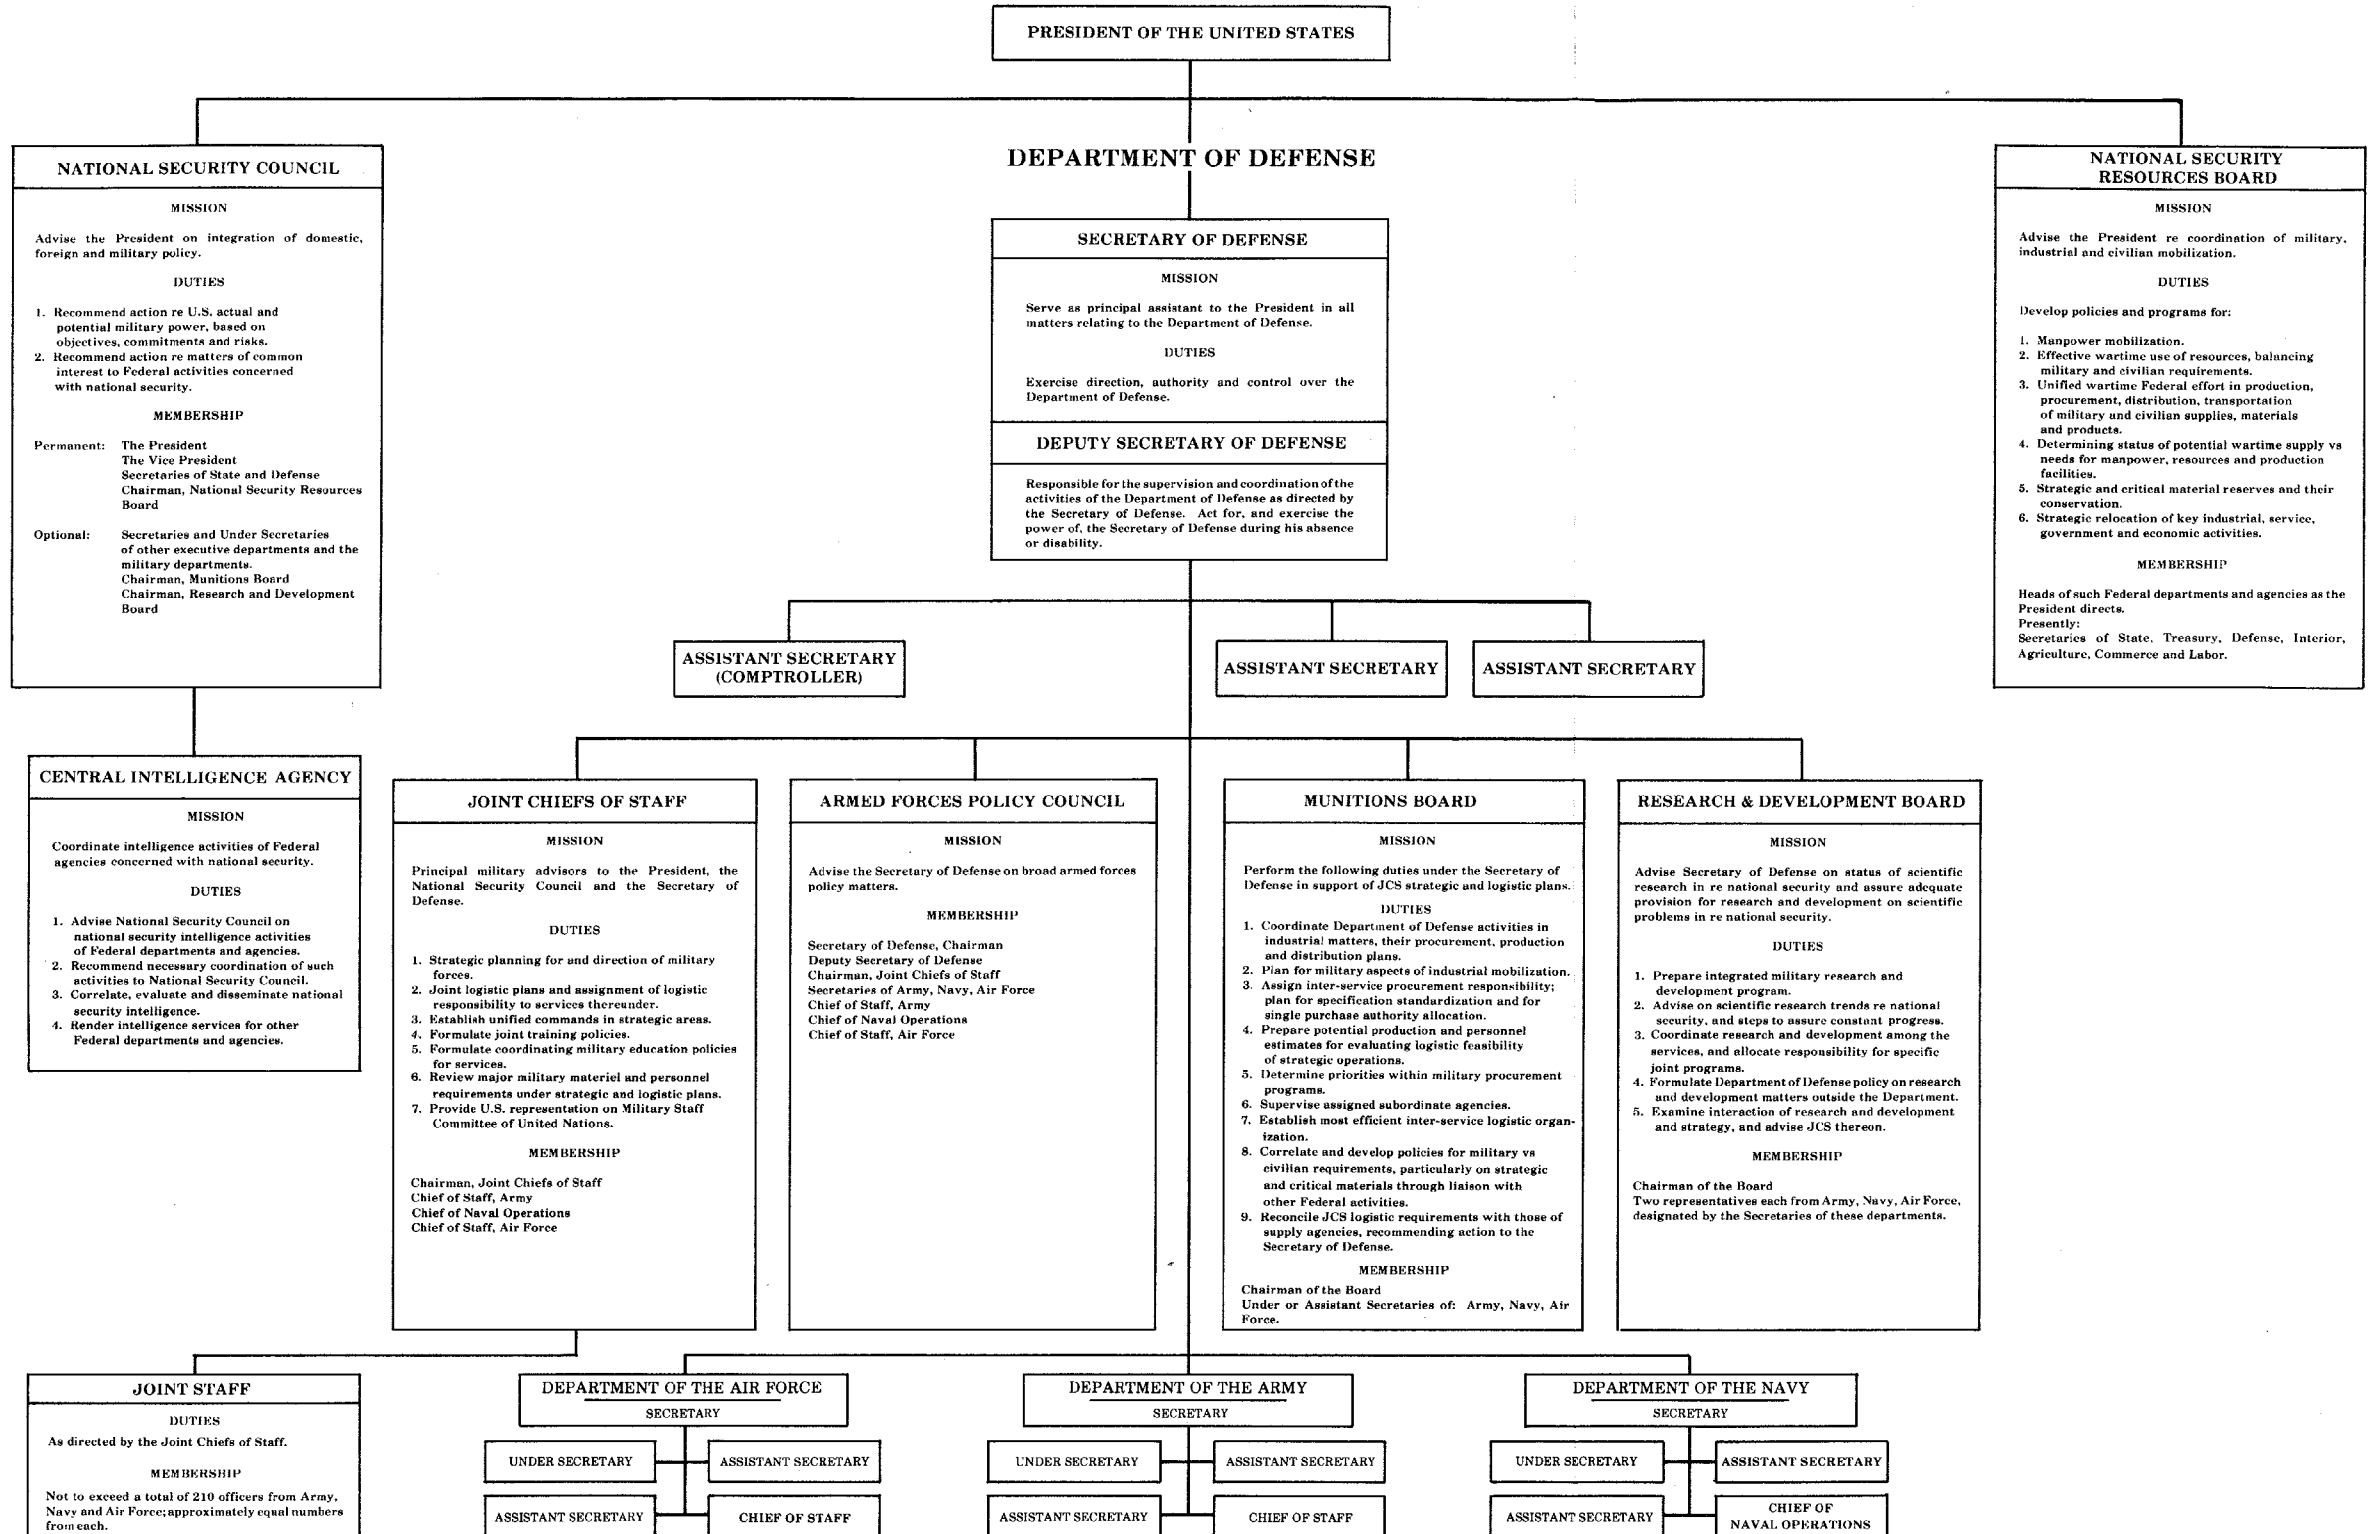 PRESIDENT OF THE UNITED STATES
NATIONAL SECURITY COUNCIL
MISSION
Advise the President on integration of domestic,
foreign and military policy.
DUTIES
1. Recommend action re U.S. actual and
potential military power, based on
objectives, commitments and risks.
2. Recommend action re matters of common
interest to Federal activities concerned
with national security.
MEMBERSHIP
Permanent: The President
The Vice President
Secretaries of State and Defense
Chairman, National Security Resources
Board
Optional: Secretaries and Under Secretaries
of other executive departments and the
military departments.
Chairman, Munitions Board
Chairman, Research and Development
Board
DEPARTMENT OF DEFENSE
SECRETARY OF DEFENSE
MISSION
Serve as principal assistant to the President in all
matters relating to the Department of Defense.
DUTIES
Exercise direction, authority and control over the
Department of Defense.
DEPUTY SECRETARY OF DEFENSE
Responsible for the supervision and coordination of the
activities of the Department of Defense as directed by
the Secretary of Defense. Act for, and exercise the
power of, the Secretary of Defense during his absence
or disability.
NATIONAL SECURITY
RESOURCES BOARD
MISSION
Advise the President re coordination of military,
industrial and civilian mobilization.
DUTIES
Develop policies and programs for:
1. Manpower mobilization.
2. Effective wartime use of resources, balancing
military and civilian requirements.
3. Unified wartime Federal effort in production,
procurement, distribution, transportation
of military and civilian supplies, materials
and products.
4. Determining status of potential wartime supply vs
needs for manpower, resources and production
facilities.
5. Strategic and critical material reserves and their
conservation.
6. Strategic relocation of key industrial, service,
government and economic activities.
MEMBERSHIP
Heads of such Federal departments and agencies as the
President directs.
Presently:
Secretaries of State, Treasury, Defense, Interior,
Agriculture, Commerce and Labor.
ASSISTANT SECRETARY
(COMPTROLLER)
ASSISTANT SECRETARY
ASSISTANT SECRETARY
CENTRAL INTELLIGENCE AGENCY
MISSION
Coordinate intelligence activities of Federal
agencies concerned with national security.
DUTIES
1. Advise National Security Council on
national security intelligence activities
of Federal departments and agencies.
2. Recommend necessary coordination of such
activities to National Security Council.
3. Correlate, evaluate and disseminate national
security intelligence.
4. Render intelligence services for other
Federal departments and agencies.
JOINT CHIEFS OF STAFF
MISSION
Principal military advisors to the President, the
National Security Council and the Secretary of
Defense.
DUTIES
1. Strategic planning for and direction of military
forces.
2. Joint logistic plans and assignment of logistic
responsibility to services thereunder.
3. Establish unified commands in strategic areas.
4. Formulate joint training policies.
5. Formulate coordinating military education policies
for services.
6. Review major military materiel and personnel
requirements under strategic and logistic plans.
7. Provide U.S. representation on Military Staff
Committee of United Nations.
MEMBERSHIP
Chairman, Joint Chiefs of Staff
Chief of Staff, Army
Chief of Naval Operations
Chief of Staff, Air Force
ARMED FORCES POLICY COUNCIL
MISSION
Advise the Secretary of Defense on broad armed forces
policy matters.
MEMBERSHIP
Secretary of Defense, Chairman
Deputy Secretary of Defense
Chairman, Joint Chiefs of Staff
Secretaries of Army, Navy, Air Force
Chief of Staff, Army
Chief of Naval Operations
Chief of Staff, Air Force
MUNITIONS BOARD
MISSION
Perform the following duties under the Secretary of
Defense in support of JCS strategic and logistic plans.
DUTIES
1. Coordinate Department of Defense activities in
industrial matters, their procurement, production
and distribution plans.
2. Plan for military aspects of industrial mobilization.
3. Assign inter-service procurement responsibility;
plan for specification standardization and for
single purchase authority allocation.
4. Prepare potential production and personnel
estimates for evaluating logistic feasibility
of strategic operations.
5. Determine priorities within military procurement
programs.
6. Supervise assigned subordinate agencies.
7. Establish most efficient inter-service logistic organ-
ization.
8. Correlate and develop policies for military vs
civilian requirements, particularly on strategic
and critical materials through liaison with
other Federal activities.
9. Reconcile JCS logistic requirements with those of
supply agencies, recommending action to the
Secretary of Defense.
MEMBERSHIP
Chairman of the Board
Under or Assistant Secretaries of: Army, Navy, Air
Force.
RESEARCH & DEVELOPMENT BOARD
MISSION
Advise Secretary of Defense on status of scientific
research in re national security and assure adequate
provision for research and development on scientific
problems in re national security.
DUTIES
1. Prepare integrated military research and
development program.
2. Advise on scientific research trends re national
security, and steps to assure constant progress.
3. Coordinate research and development among the
services, and allocate responsibility for specific
joint programs.
4. Formulate Department of Defense policy on research
and development matters outside the Department.
5. Examine interaction of research and development
and strategy, and advise JCS thereon.
MEMBERSHIP
Chairman of the Board
Two representatives each from Army, Navy, Air Force,
designated by the Secretaries of these departments.
JOINT STAFF
DUTIES
As directed by the Joint Chiefs of Staff.
MEMBERSHIP
Not to exceed a total of 210 officers from Army,
Navy and Air Force; approximately equal numbers
from each.
DEPARTMENT OF THE AIR FORCE
SECRETARY
UNDER SECRETARY
ASSISTANT SECRETARY
ASSISTANT SECRETARY
CHIEF OF STAFF
DEPARTMENT OF THE ARMY
SECRETARY
UNDER SECRETARY
ASSISTANT SECRETARY
ASSISTANT SECRETARY
CHIEF OF STAFF
DEPARTMENT OF THE NAVY
SECRETARY
UNDER SECRETARY
ASSISTANT SECRETARY
ASSISTANT SECRETARY
CHIEF OF
NAVAL OPERATIONS